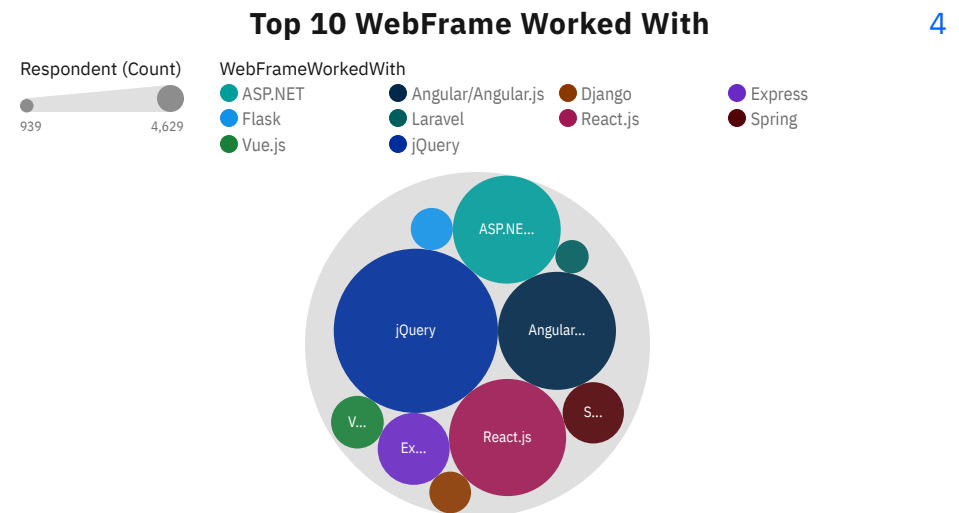 Top 10 WebFrame Worked With
4
Respondent (Count)
939
4,629
WebFrameWorkedWith
ASP.NET
Angular/Angular.js
Django
Express
Flask
Laravel
React.js
Spring
Vue.js
jQuery
ASP.NE...
jQuery
Angular...
V...
Ex...
React.js
S...